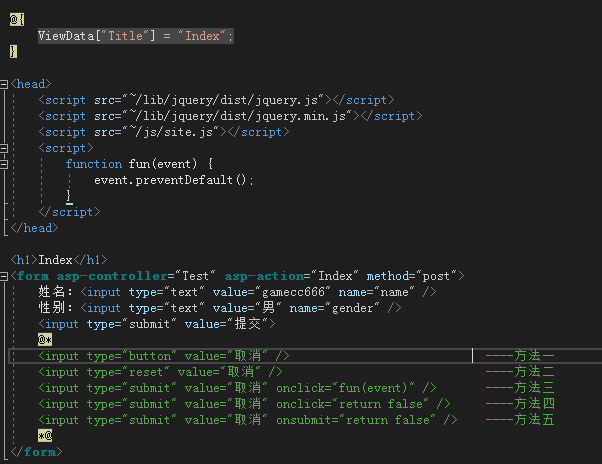 @{
    ViewData["Title"] = "Index";
}
<head>
    <script src="~/lib/jquery/dist/jquery.js"></script>
    <script src="~/lib/jquery/dist/jquery.min.js"></script>
    <script src="~/js/site.js"></script>
    <script>
        function fun(event) {
            event.preventDefault();
        }
    </script>
</head>
<h1>Index</h1>
<form asp-controller="Test" asp-action="Index" method="post">
    姓名：<input type="text" value="gamecc666" name="name" />
    性别：<input type="text" value="男" name="gender" />
    <input type="submit" value="提交">
    @*
    <input type="button" value="取消" />                          ----方法一
    <input type="reset" value="取消" />                           ----方法二
    <input type="submit" value="取消" onclick="fun(event)" />     ----方法三
    <input type="submit" value="取消" onclick="return false" />   ----方法四
    <input type="submit" value="取消" onsubmit="return false" />  ----方法五
    *@
</form>